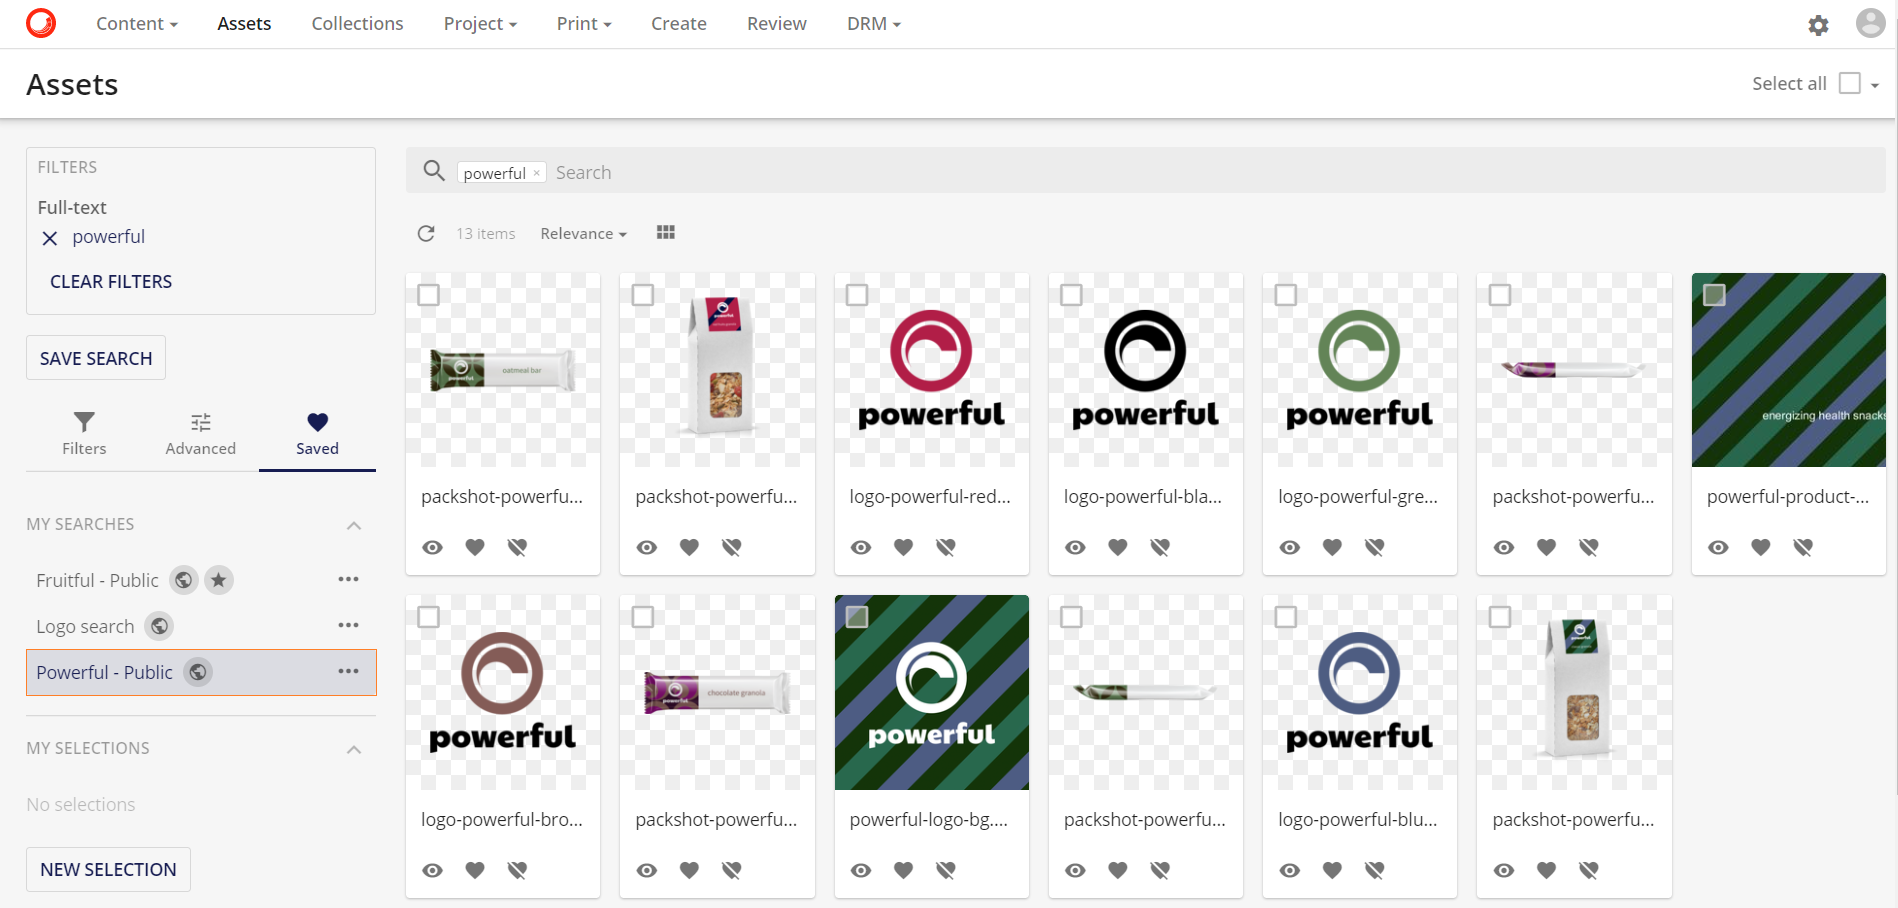 Content Assets Collections Project Print Create Review DRM
Assets
Select all
FILTERS
Full-text
powerful
CLEAR FILTERS
SAVE SEARCH
Filters Advanced Saved
MY SEARCHES
Fruitful - Public
Logo search
Powerful - Public
MY SELECTIONS
No selections
NEW SELECTION
powerful × Search
13 items Relevance
powerful oatmeal bar
powerful
powerful
powerful
powerful
energizing health snacks
packshot-powerfu...
packshot-powerfu...
logo-powerful-red...
logo-powerful-bla...
logo-powerful-gre...
packshot-powerfu...
powerful-product-...
powerful
powerful chocolate granola
powerful
powerful
logo-powerful-bro...
packshot-powerfu...
powerful-logo-bg....
packshot-powerfu...
logo-powerful-blu...
packshot-powerfu...